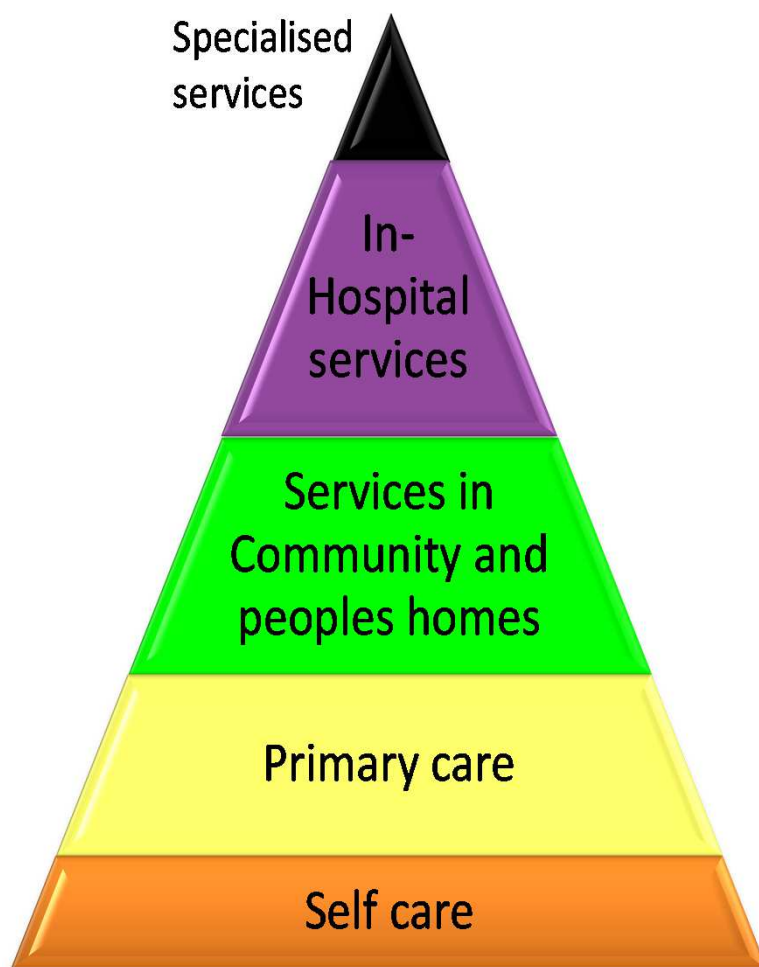 Specialised
services
In-
Hospital
services
Services in
Community and
peoples homes
Primary care
Self care